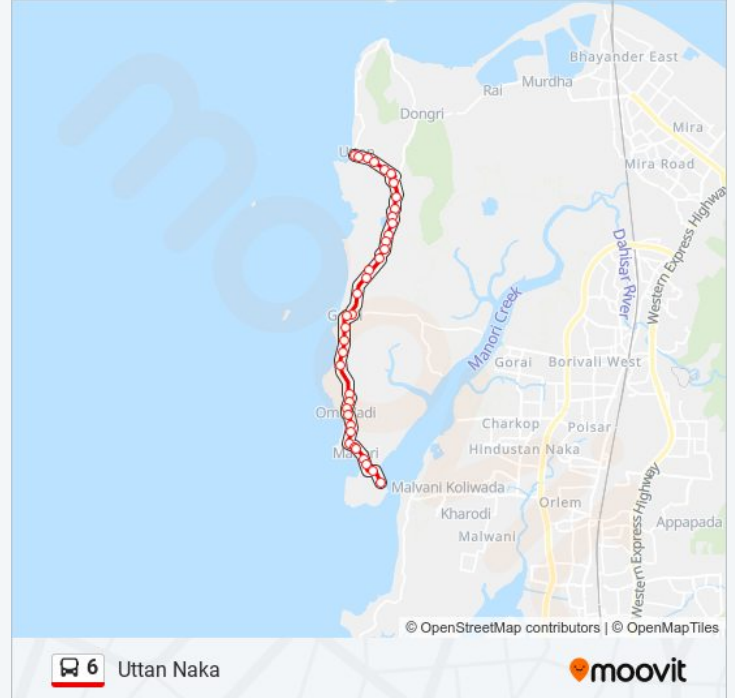 Bhayander East
Murdha
Rai
Dongri
Mira
Mira Road
Western Express Highway
Dahisar River
Manori Creek
Gorai
Borivali West
Charkop
Poisar
Hindustan Naka
Malvani Koliwada
Orlem
Kharodi
Malwani
Appapada
Western Express Highway
© OpenStreetMap contributors | © OpenMapTiles
6 Uttan Naka
moovit